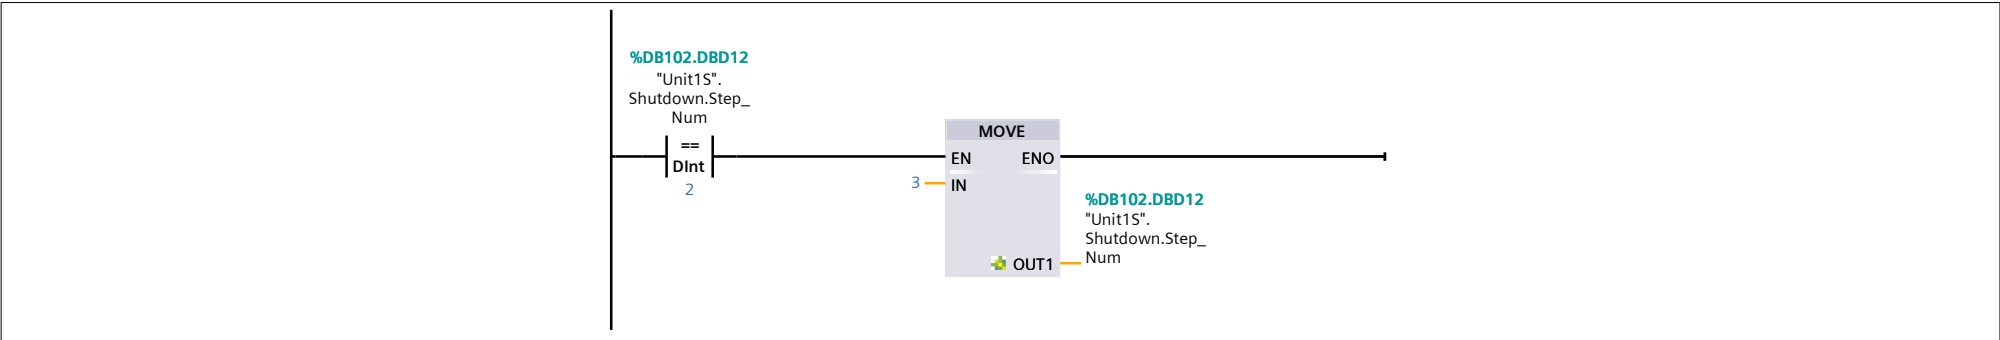 %DB102.DBD12
"Unit1S".
Shutdown.Step_
Num
==
DInt
2
MOVE
EN ENO
3 IN
%DB102.DBD12
"Unit1S".
Shutdown.Step_
Num
OUT1